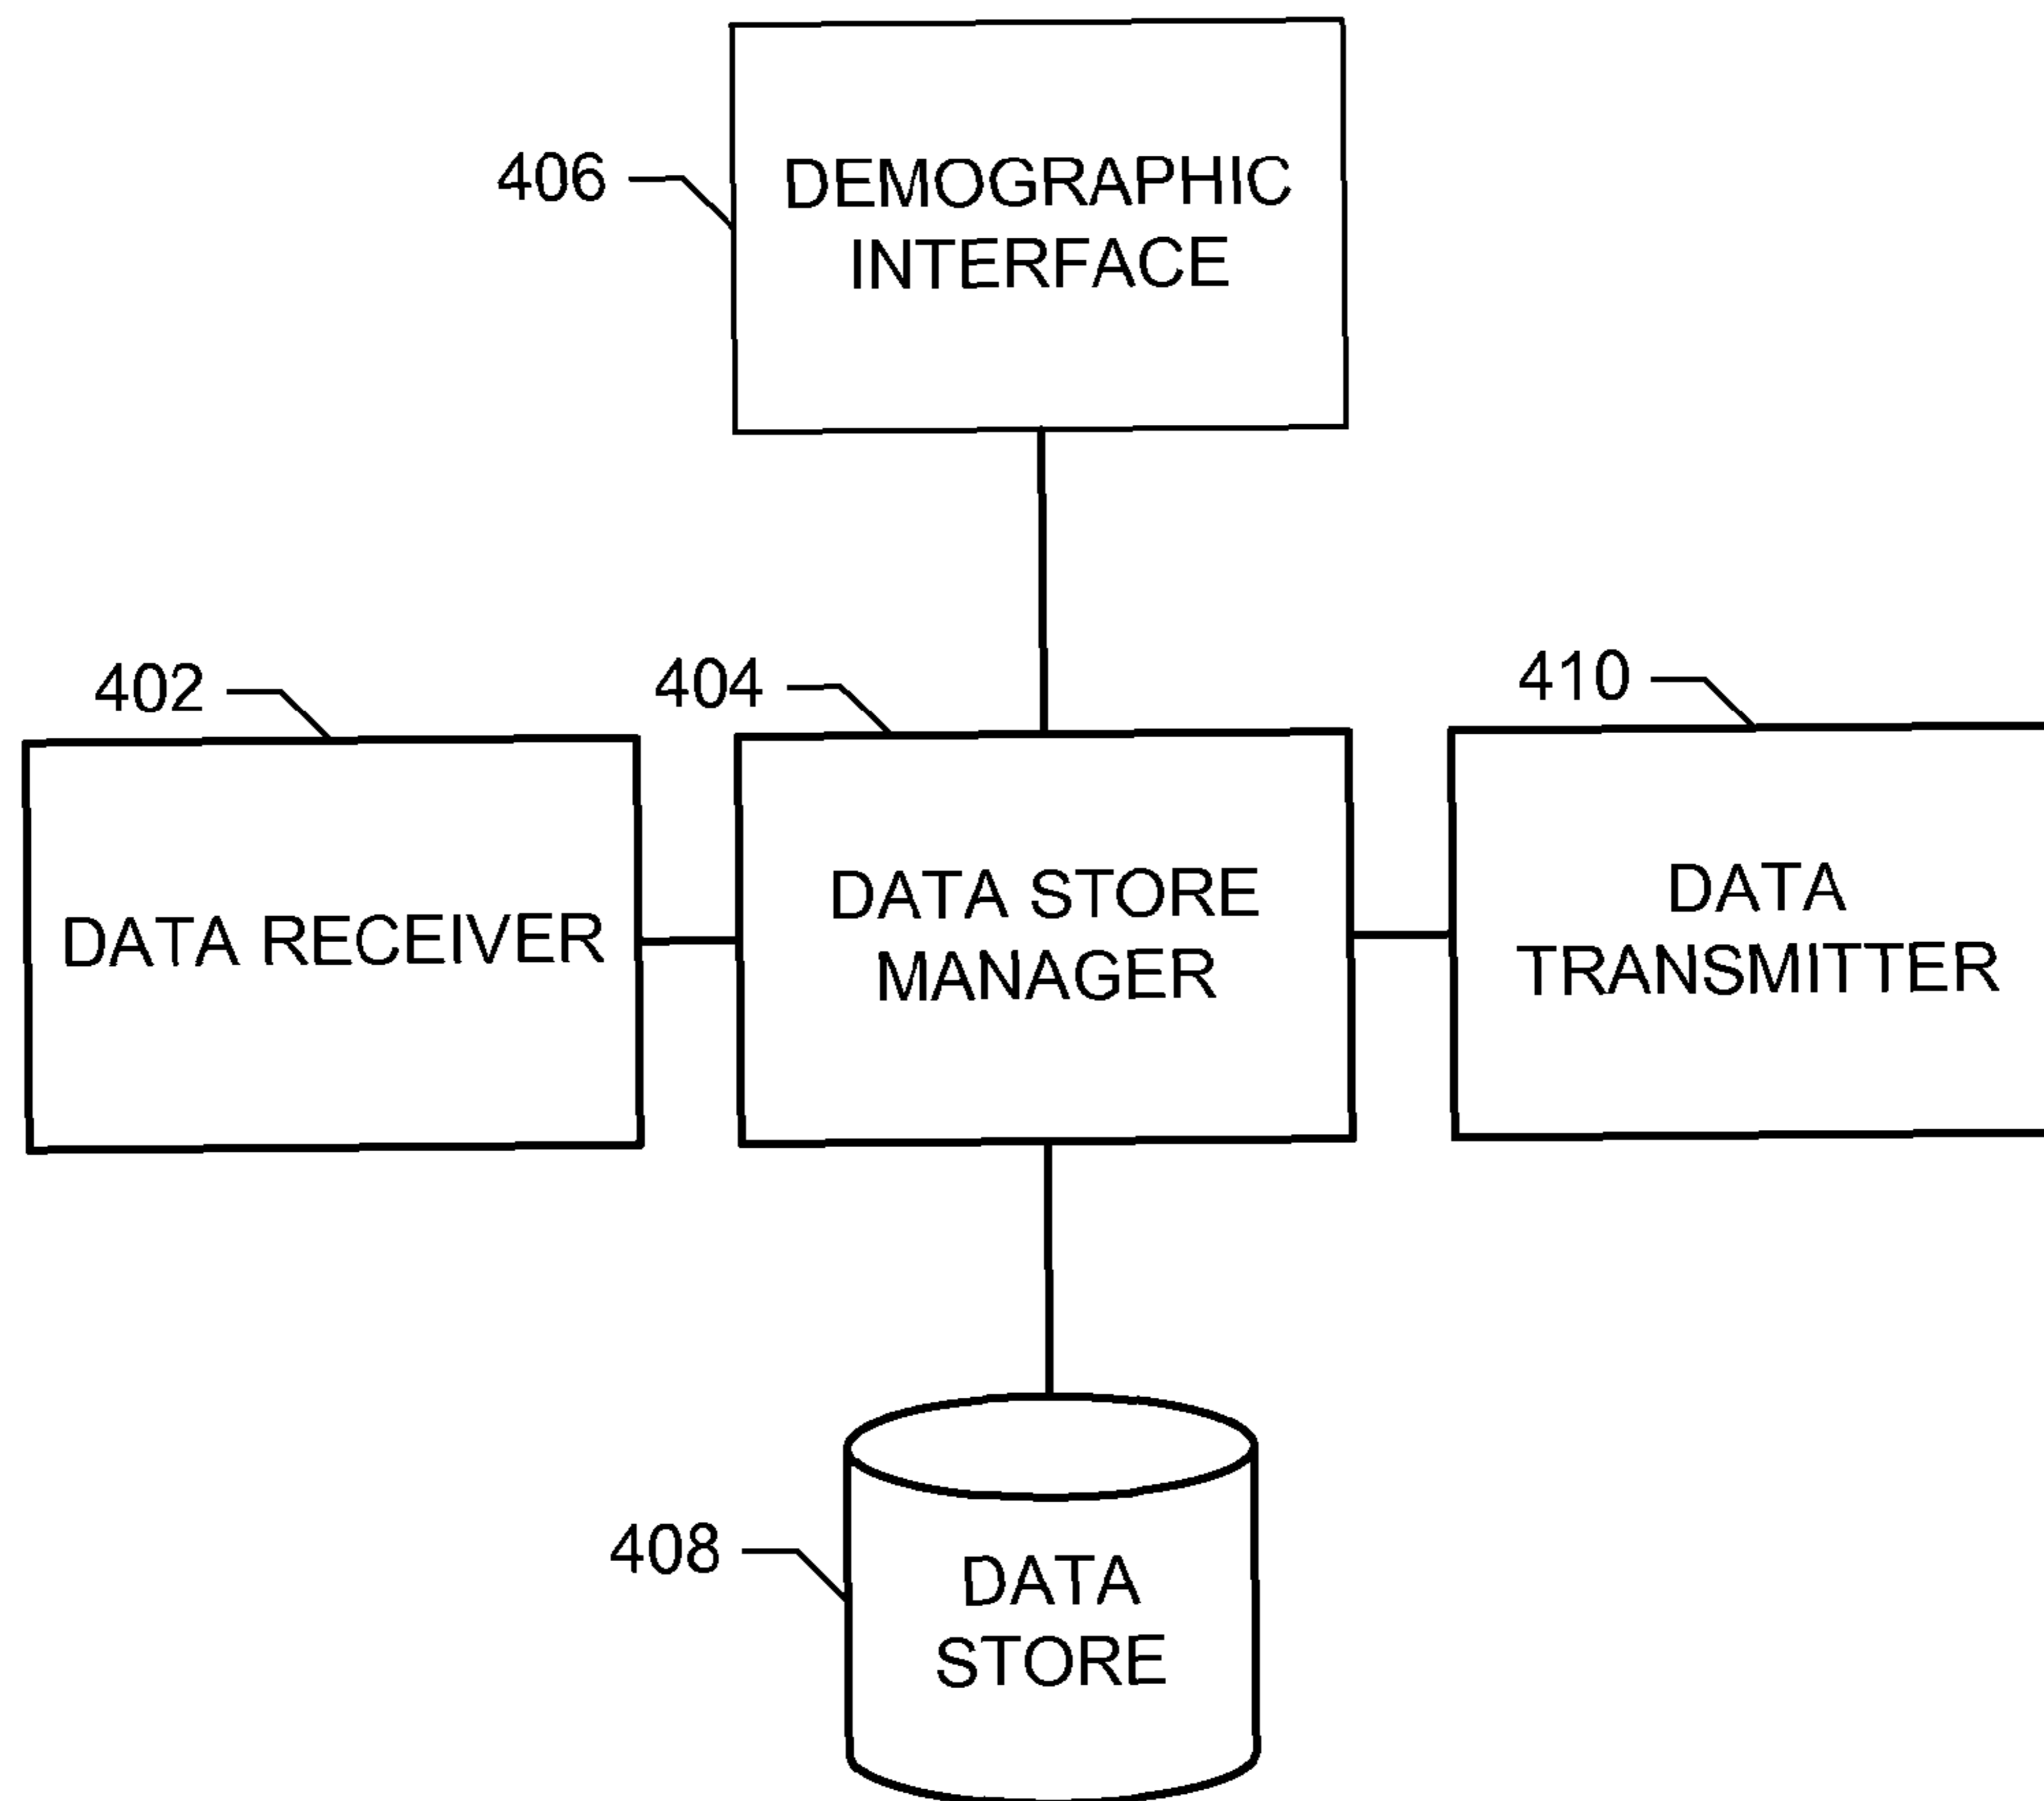 406
DEMOGRAPHIC
INTERFACE
402
404
410
DATA RECEIVER
DATA STORE
MANAGER
DATA
TRANSMITTER
408
DATA
STORE